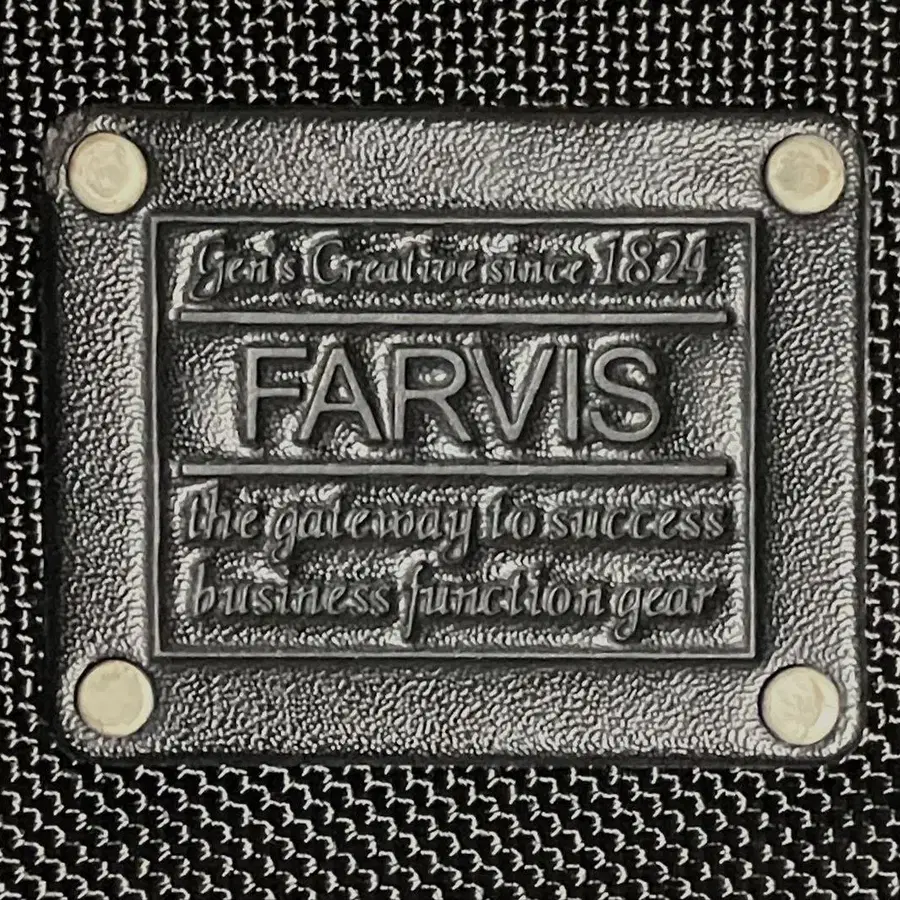 Gen's Creative since 1824
FARVIS
the gateway to success
business function gear